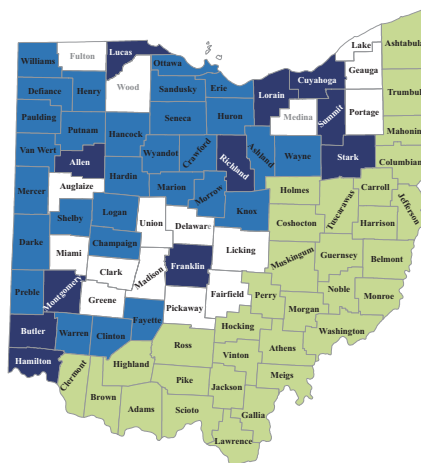 Lake
Ashtabula
Lucas
Fulton
Williams
Ottawa
Geauga
Cuyahoga
Wood
Erie
Lorain
Trumbul
Defiance
Henry
Sandusky
Portage
Summit
Medina
Huron
Paulding
Seneca
Putnam
Hancock
Mahonin
Ashland
Van Wert
Wyandot
Crawford
Richland
Wayne
Stark
Columbian
Allen
Hardin
Mercer
Auglaize
Marion
Morrow
Holmes
Carroll
Jefferson
Tuscarawas
Knox
Logan
Shelby
Union
Delaware
Coshocton
Harrison
Darke
Champaign
Licking
Miami
Muskingum
Guernsey
Belmont
Clark
Madison
Franklin
Preble
Montgomery
Fairfield
Noble
Monroe
Greene
Pickaway
Perry
Morgan
Butler
Fayette
Washington
Warren
Clinton
Hocking
Ross
Athens
Hamilton
Vinton
Highland
Clermont
Meigs
Pike
Jackson
Brown
Adams
Scioto
Gallia
Lawrence